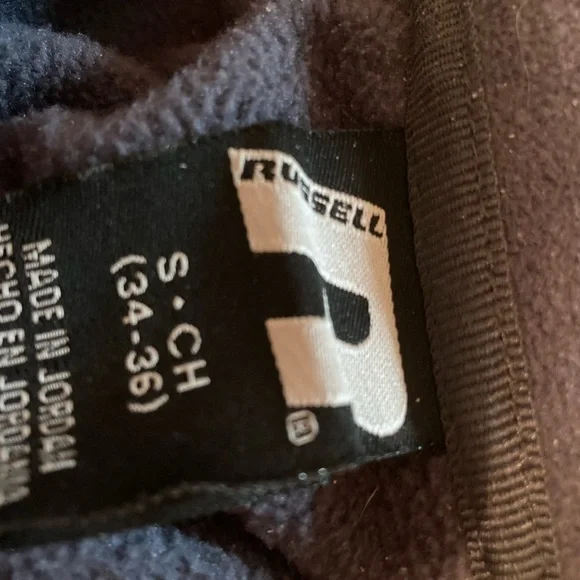 RUSSELL
R
®
S • CH
(34-36)
MADE IN JORDAN
HECHO EN JORDANIA